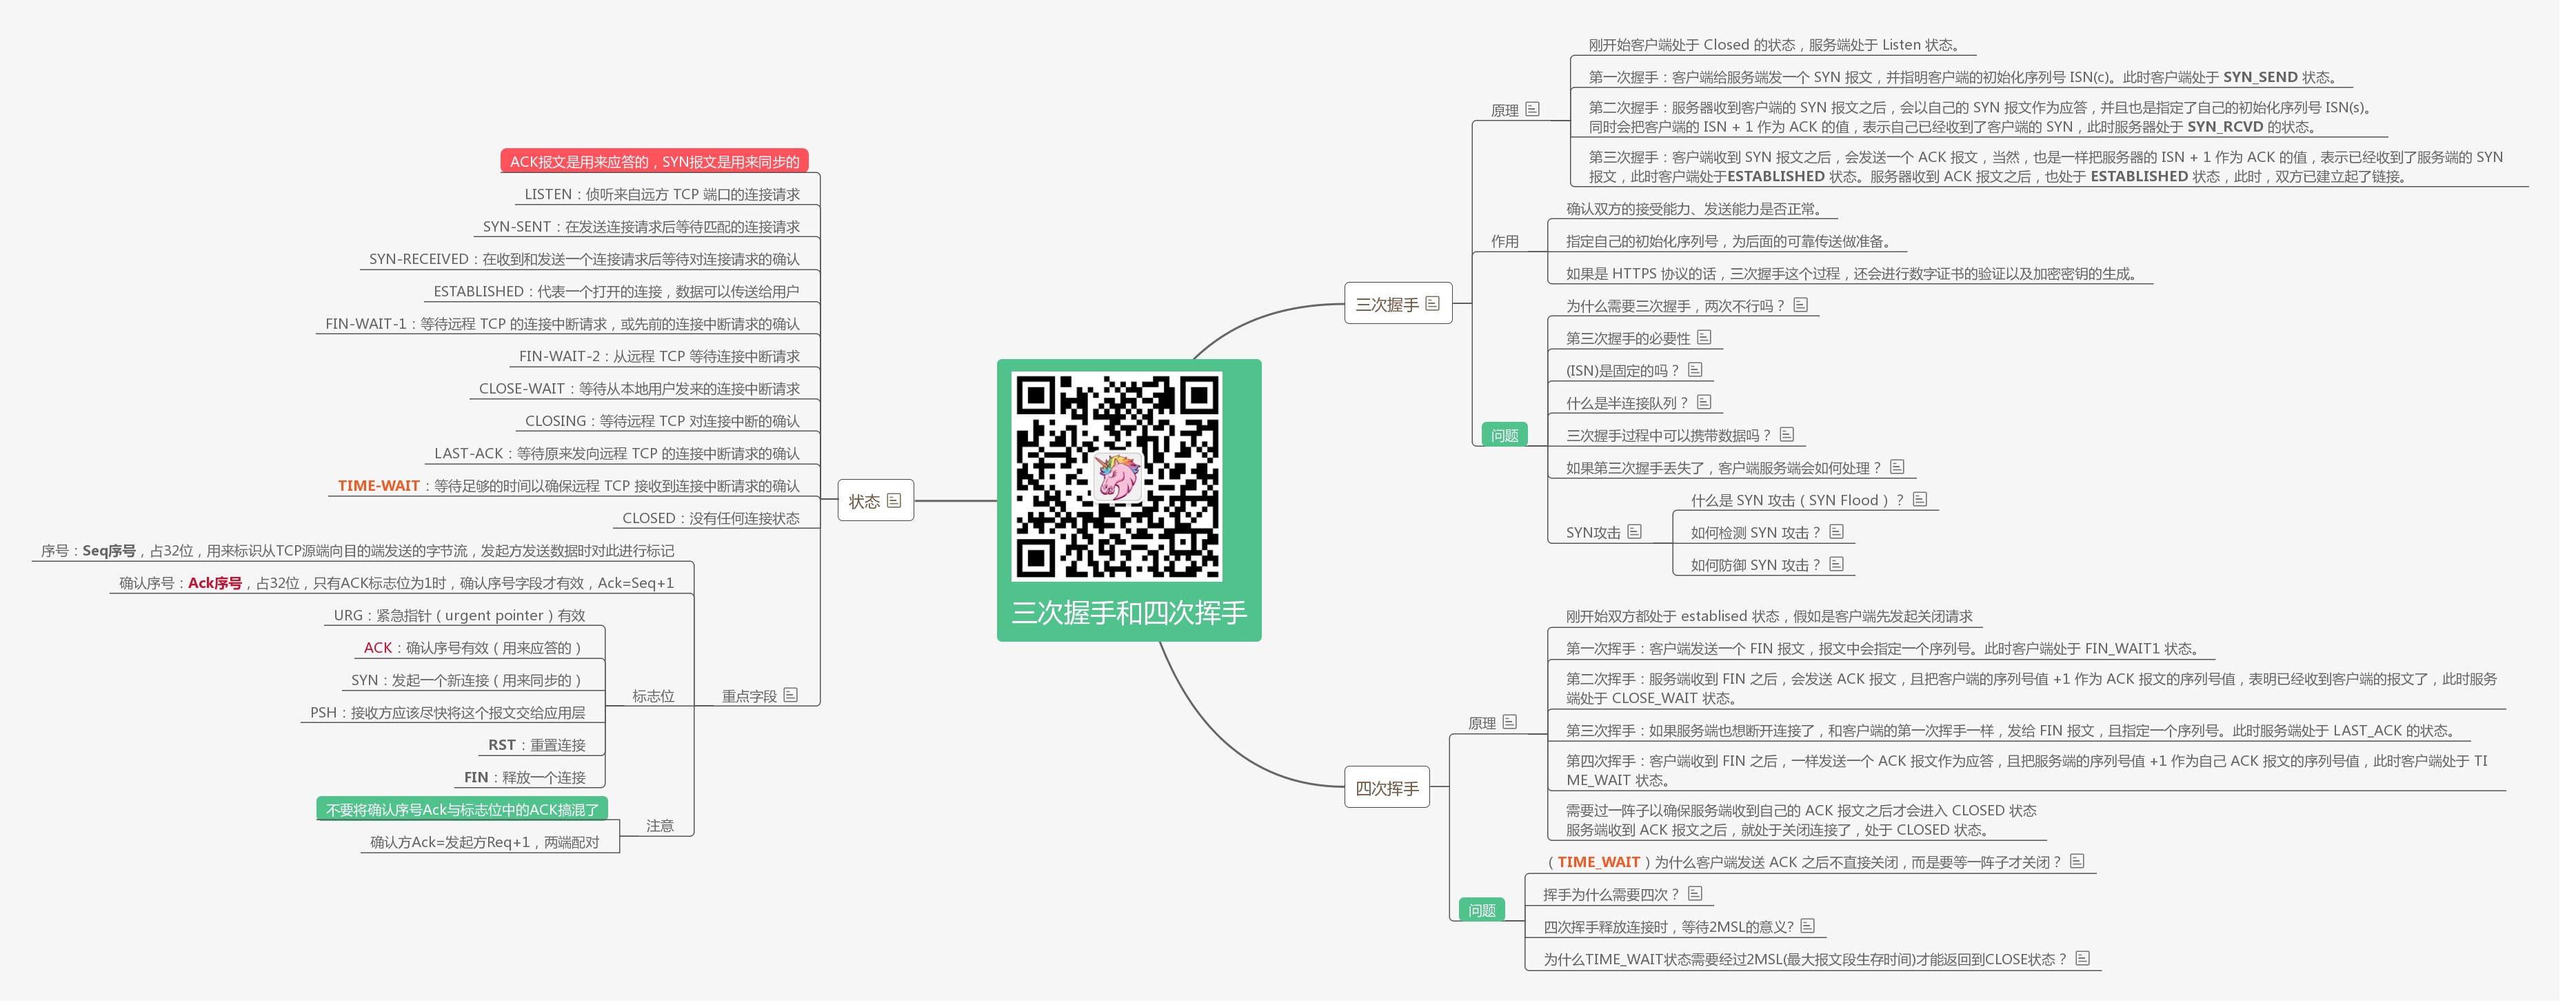 三次握手和四次挥手
三次握手
原理
刚开始客户端处于 Closed 的状态，服务端处于 Listen 状态。
第一次握手：客户端给服务端发一个 SYN 报文，并指明客户端的初始化序列号 ISN(c)。此时客户端处于 SYN_SEND 状态。
第二次握手：服务器收到客户端的 SYN 报文之后，会以自己的 SYN 报文作为应答，并且也是指定了自己的初始化序列号 ISN(s)。
同时会把客户端的 ISN + 1 作为 ACK 的值，表示自己已经收到了客户端的 SYN，此时服务器处于 SYN_RCVD 的状态。
第三次握手：客户端收到 SYN 报文之后，会发送一个 ACK 报文，当然，也是一样把服务器的 ISN + 1 作为 ACK 的值，表示已经收到了服务端的 SYN
报文，此时客户端处于ESTABLISHED 状态。服务器收到 ACK 报文之后，也处于 ESTABLISHED 状态，此时，双方已建立起了链接。
作用
确认双方的接受能力、发送能力是否正常。
指定自己的初始化序列号，为后面的可靠传送做准备。
如果是 HTTPS 协议的话，三次握手这个过程，还会进行数字证书的验证以及加密密钥的生成。
问题
为什么需要三次握手，两次不行吗？
第三次握手的必要性
(ISN)是固定的吗？
什么是半连接队列？
三次握手过程中可以携带数据吗？
如果第三次握手丢失了，客户端服务端会如何处理？
SYN攻击
什么是 SYN 攻击（SYN Flood）？
如何检测 SYN 攻击？
如何防御 SYN 攻击？
四次挥手
原理
刚开始双方都处于 establised 状态，假如是客户端先发起关闭请求
第一次挥手：客户端发送一个 FIN 报文，报文中会指定一个序列号。此时客户端处于 FIN_WAIT1 状态。
第二次挥手：服务端收到 FIN 之后，会发送 ACK 报文，且把客户端的序列号值 +1 作为 ACK 报文的序列号值，表明已经收到客户端的报文了，此时服务
端处于 CLOSE_WAIT 状态。
第三次挥手：如果服务端也想断开连接了，和客户端的第一次挥手一样，发给 FIN 报文，且指定一个序列号。此时服务端处于 LAST_ACK 的状态。
第四次挥手：客户端收到 FIN 之后，一样发送一个 ACK 报文作为应答，且把服务端的序列号值 +1 作为自己 ACK 报文的序列号值，此时客户端处于 TI
ME_WAIT 状态。
需要过一阵子以确保服务端收到自己的 ACK 报文之后才会进入 CLOSED 状态
服务端收到 ACK 报文之后，就处于关闭连接了，处于 CLOSED 状态。
问题
（TIME_WAIT）为什么客户端发送 ACK 之后不直接关闭，而是要等一阵子才关闭？
挥手为什么需要四次？
四次挥手释放连接时，等待2MSL的意义?
为什么TIME_WAIT状态需要经过2MSL(最大报文段生存时间)才能返回到CLOSE状态？
状态
ACK报文是用来应答的，SYN报文是用来同步的
LISTEN：侦听来自远方 TCP 端口的连接请求
SYN-SENT：在发送连接请求后等待匹配的连接请求
SYN-RECEIVED：在收到和发送一个连接请求后等待对连接请求的确认
ESTABLISHED：代表一个打开的连接，数据可以传送给用户
FIN-WAIT-1：等待远程 TCP 的连接中断请求，或先前的连接中断请求的确认
FIN-WAIT-2：从远程 TCP 等待连接中断请求
CLOSE-WAIT：等待从本地用户发来的连接中断请求
CLOSING：等待远程 TCP 对连接中断的确认
LAST-ACK：等待原来发向远程 TCP 的连接中断请求的确认
TIME-WAIT：等待足够的时间以确保远程 TCP 接收到连接中断请求的确认
CLOSED：没有任何连接状态
重点字段
序号：Seq序号，占32位，用来标识从TCP源端向目的端发送的字节流，发起方发送数据时对此进行标记
确认序号：Ack序号，占32位，只有ACK标志位为1时，确认序号字段才有效，Ack=Seq+1
标志位
URG：紧急指针（urgent pointer）有效
ACK：确认序号有效（用来应答的）
SYN：发起一个新连接（用来同步的）
PSH：接收方应该尽快将这个报文交给应用层
RST：重置连接
FIN：释放一个连接
注意
不要将确认序号Ack与标志位中的ACK搞混了
确认方Ack=发起方Req+1，两端配对